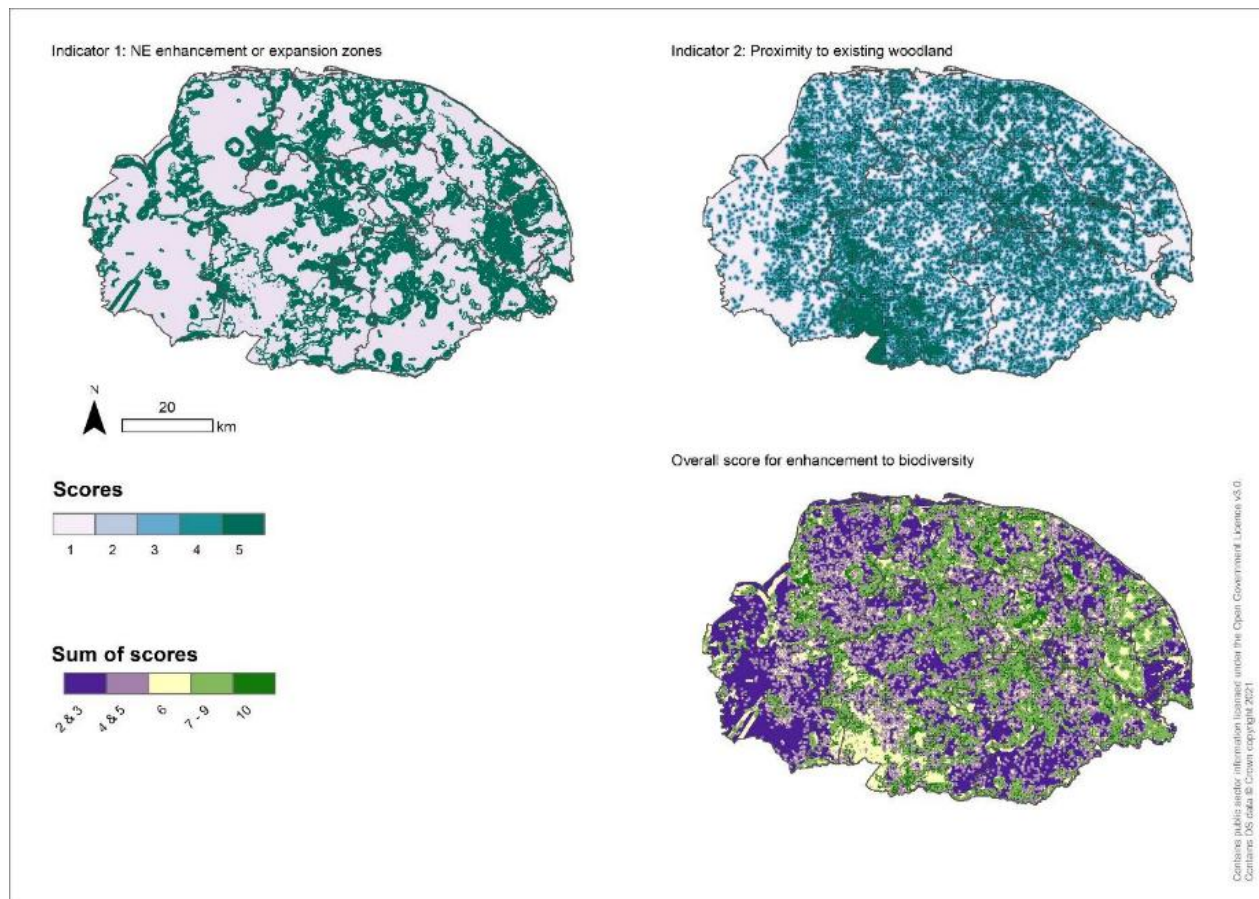 Indicator 1: NE enhancement or expansion zones
Indicator 2: Proximity to existing woodland
N
20
km
Overall score for enhancement to biodiversity
Scores
1 2 3 4 5
Sum of scores
2 & 3 4 & 5 6 7 - 9 10
Contains public sector information licensed under the Open Government Licence v3.0.
Contains OS data © Crown copyright 2021